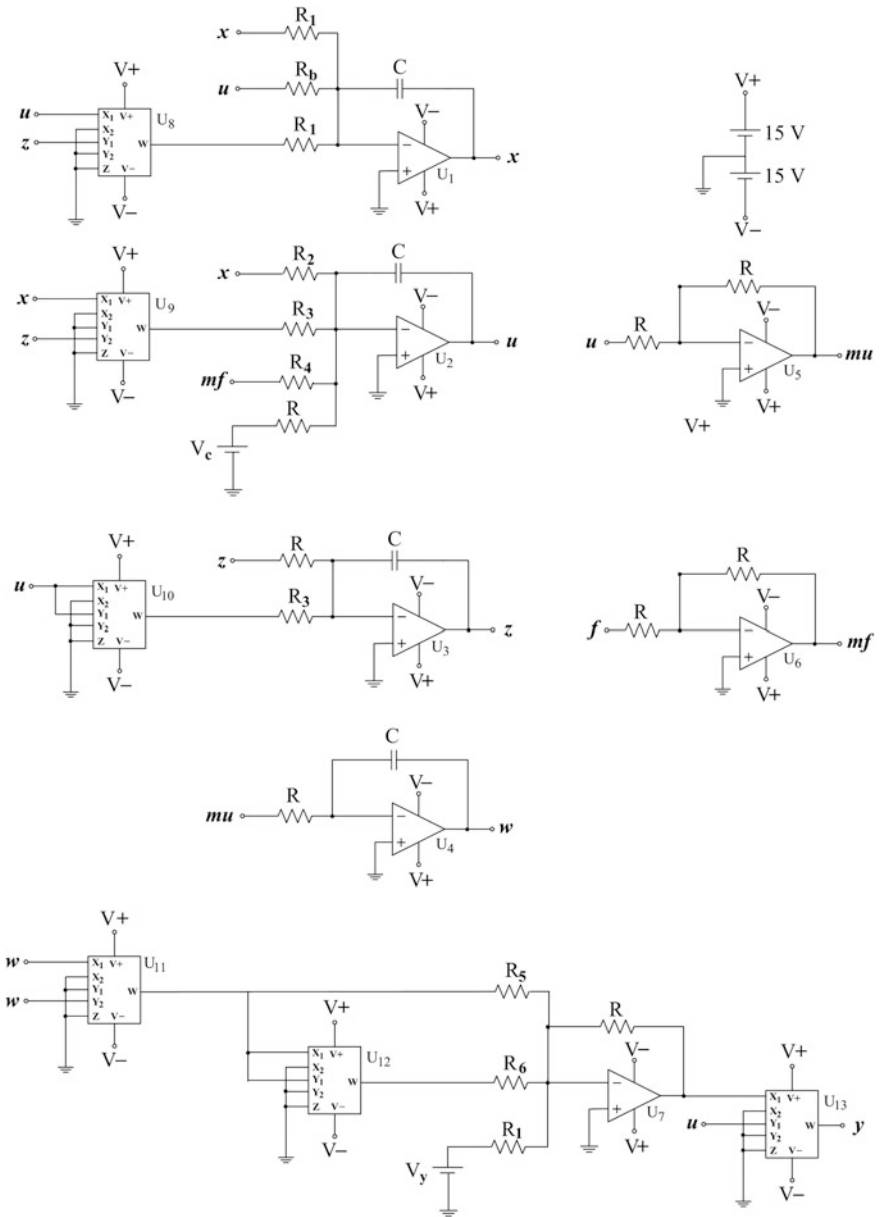 x R1
V+
u Rb C V+
u X1 V+ U8 V−
z X2
Y1 W R1 − 15 V
Y2 + U1 x
Z V− 15 V
V− V+ V−
V+ x R2 C
x X1 V+ U9 V− R
X2
Y1 W R3 − V−
z Y2 + U2 u u R −
Z V− mf R4 + U5 mu
V− V+ V+
R V+
Vc
V+ z R C
u X1 V+ U10 V− R
X2
Y1 W R3 − V−
Y2 + U3 z f R −
Z V− + U6 mf
V− V+ V+
C
V−
mu R −
+ U4 w
V+
V+
w X1 V+ U11
X2 R5
Y1 W R
w Y2 V+
Z V− X1 V+ U12 V− V+
V− X2
Y1 W R6 − X1 V+ U13
Y2 + U7 X2
Z V− R1 u Y1 W y
V− V+ Y2
Vy Z V−
V−